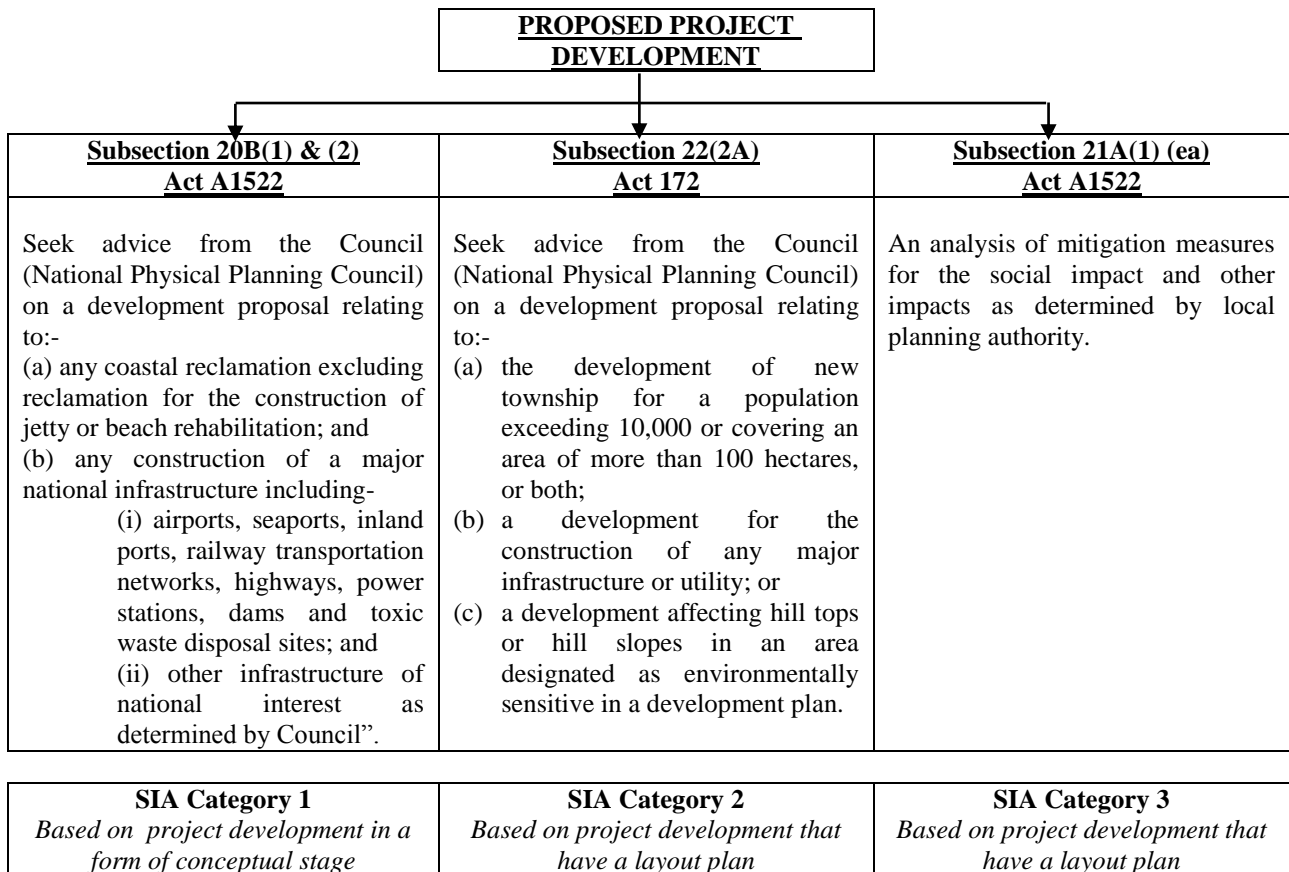 PROPOSED PROJECT
DEVELOPMENT
Subsection 20B(1) & (2)
Act A1522
Seek advice from the Council
(National Physical Planning Council)
on a development proposal relating
to:-
(a) any coastal reclamation excluding
reclamation for the construction of
jetty or beach rehabilitation; and
(b) any construction of a major
national infrastructure including-
(i) airports, seaports, inland
ports, railway transportation
networks, highways, power
stations, dams and toxic
waste disposal sites; and
(ii) other infrastructure of
national interest as
determined by Council”.
Subsection 22(2A)
Act 172
Seek advice from the Council
(National Physical Planning Council)
on a development proposal relating
to:-
(a) the development of new
township for a population
exceeding 10,000 or covering an
area of more than 100 hectares,
or both;
(b) a development for the
construction of any major
infrastructure or utility; or
(c) a development affecting hill tops
or hill slopes in an area
designated as environmentally
sensitive in a development plan.
Subsection 21A(1) (ea)
Act A1522
An analysis of mitigation measures
for the social impact and other
impacts as determined by local
planning authority.
SIA Category 1
Based on project development in a
form of conceptual stage
SIA Category 2
Based on project development that
have a layout plan
SIA Category 3
Based on project development that
have a layout plan